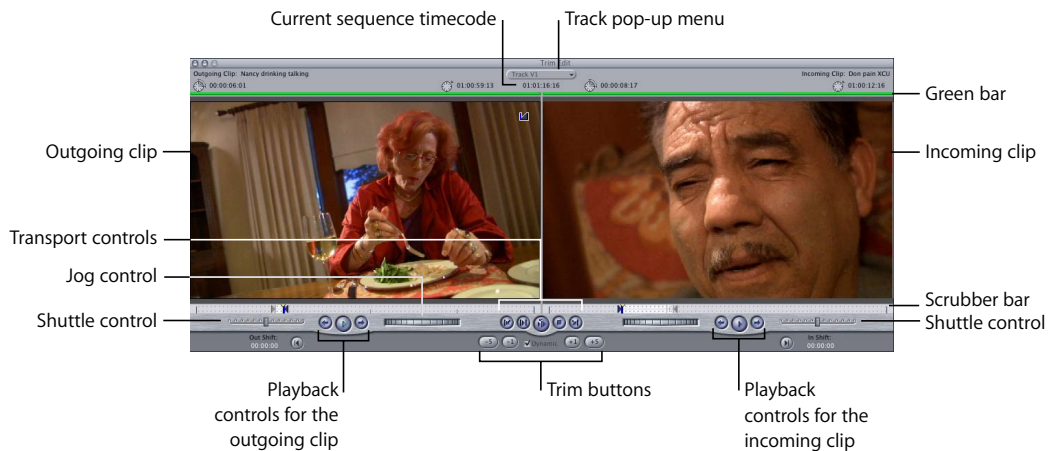 Current sequence timecode
Track pop-up menu
Trim Edit
Outgoing Clip: Nancy drinking talking
Track V1
Incoming Clip: Don pain XCU
00:00:06:01
01:00:59:13
01:01:16:16
00:00:08:17
01:00:12:16
Green bar
Outgoing clip
Incoming clip
Transport controls
Jog control
Scrubber bar
Shuttle control
Shuttle control
Out Shift:
00:00:00
-5
-1
Dynamic
+1
+5
In Shift:
00:00:00
Playback
controls for the
outgoing clip
Trim buttons
Playback
controls for the
incoming clip